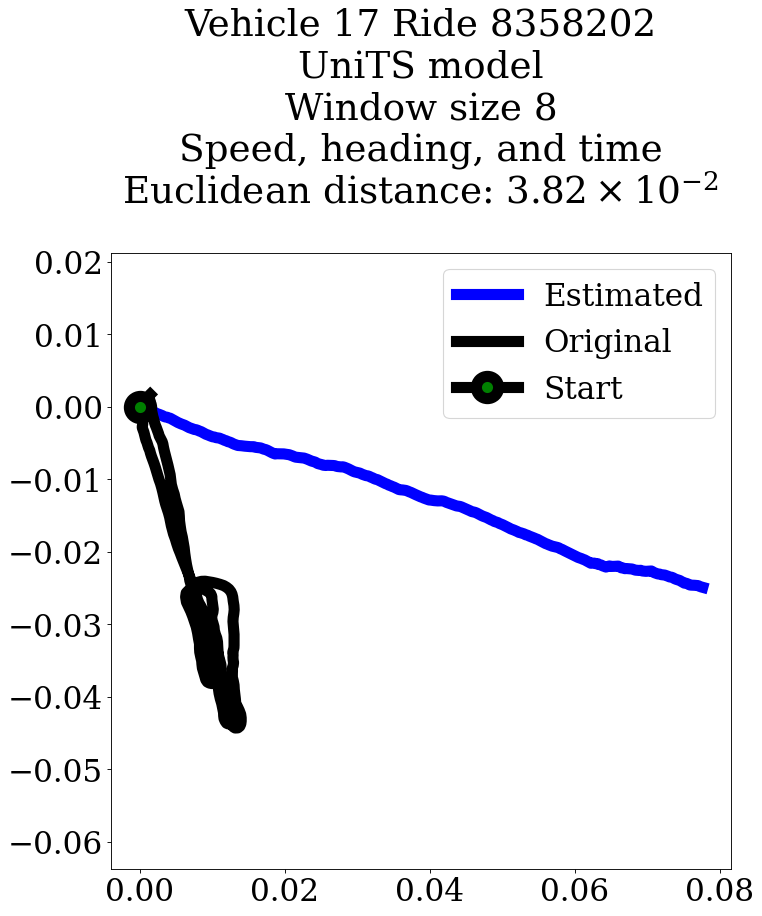 Vehicle 17 Ride 8358202
UniTS model
Window size 8
Speed, heading, and time
Euclidean distance: 3.82 × 10⁻²
0.02
0.01
0.00
−0.01
−0.02
−0.03
−0.04
−0.05
−0.06
Estimated
Original
Start
0.00 0.02 0.04 0.06 0.08